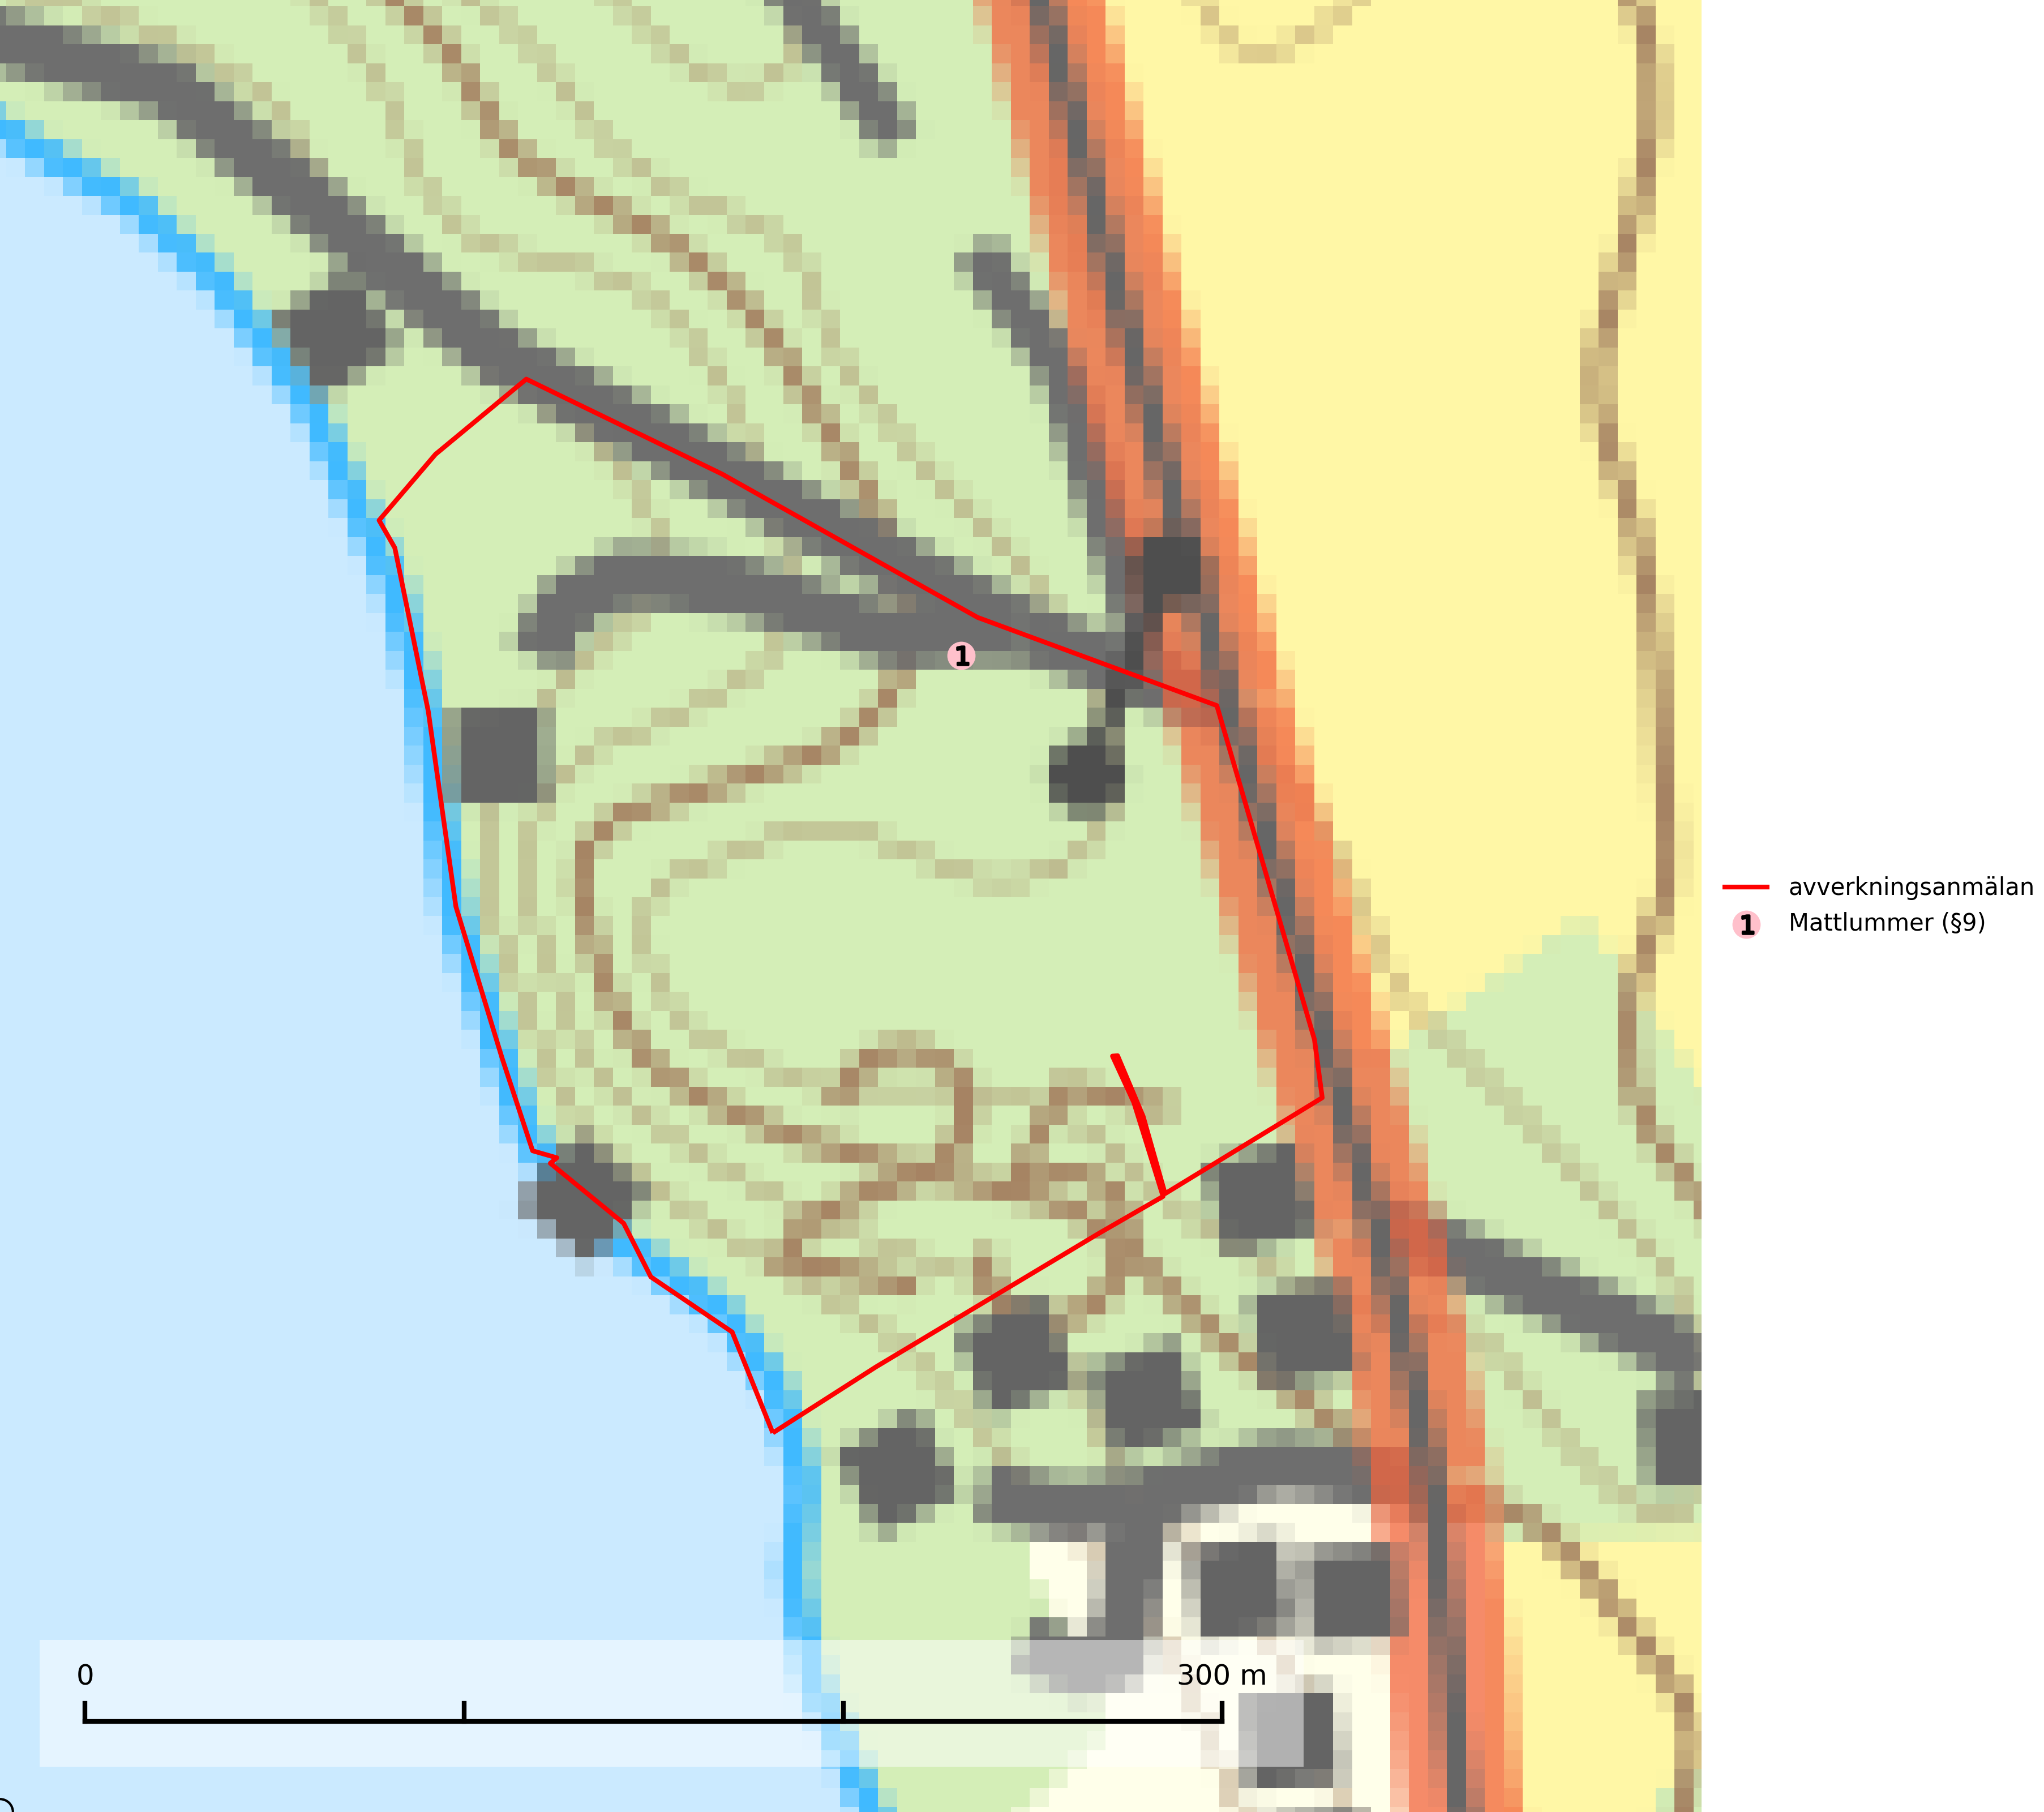 1
avverkningsanmälan
1 Mattlummer (§9)
0 300 m